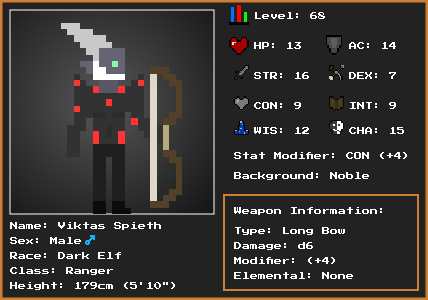 Level: 68
HP: 13 AC: 14
STR: 16 DEX: 7
CON: 9 INT: 9
WIS: 12 CHA: 15
Stat Modifier: CON (+4)
Background: Noble
Name: Viktas Spieth
Sex: Male ♂
Race: Dark Elf
Class: Ranger
Height: 179cm (5'10")
Weapon Information:
Type: Long Bow
Damage: d6
Modifier: (+4)
Elemental: None